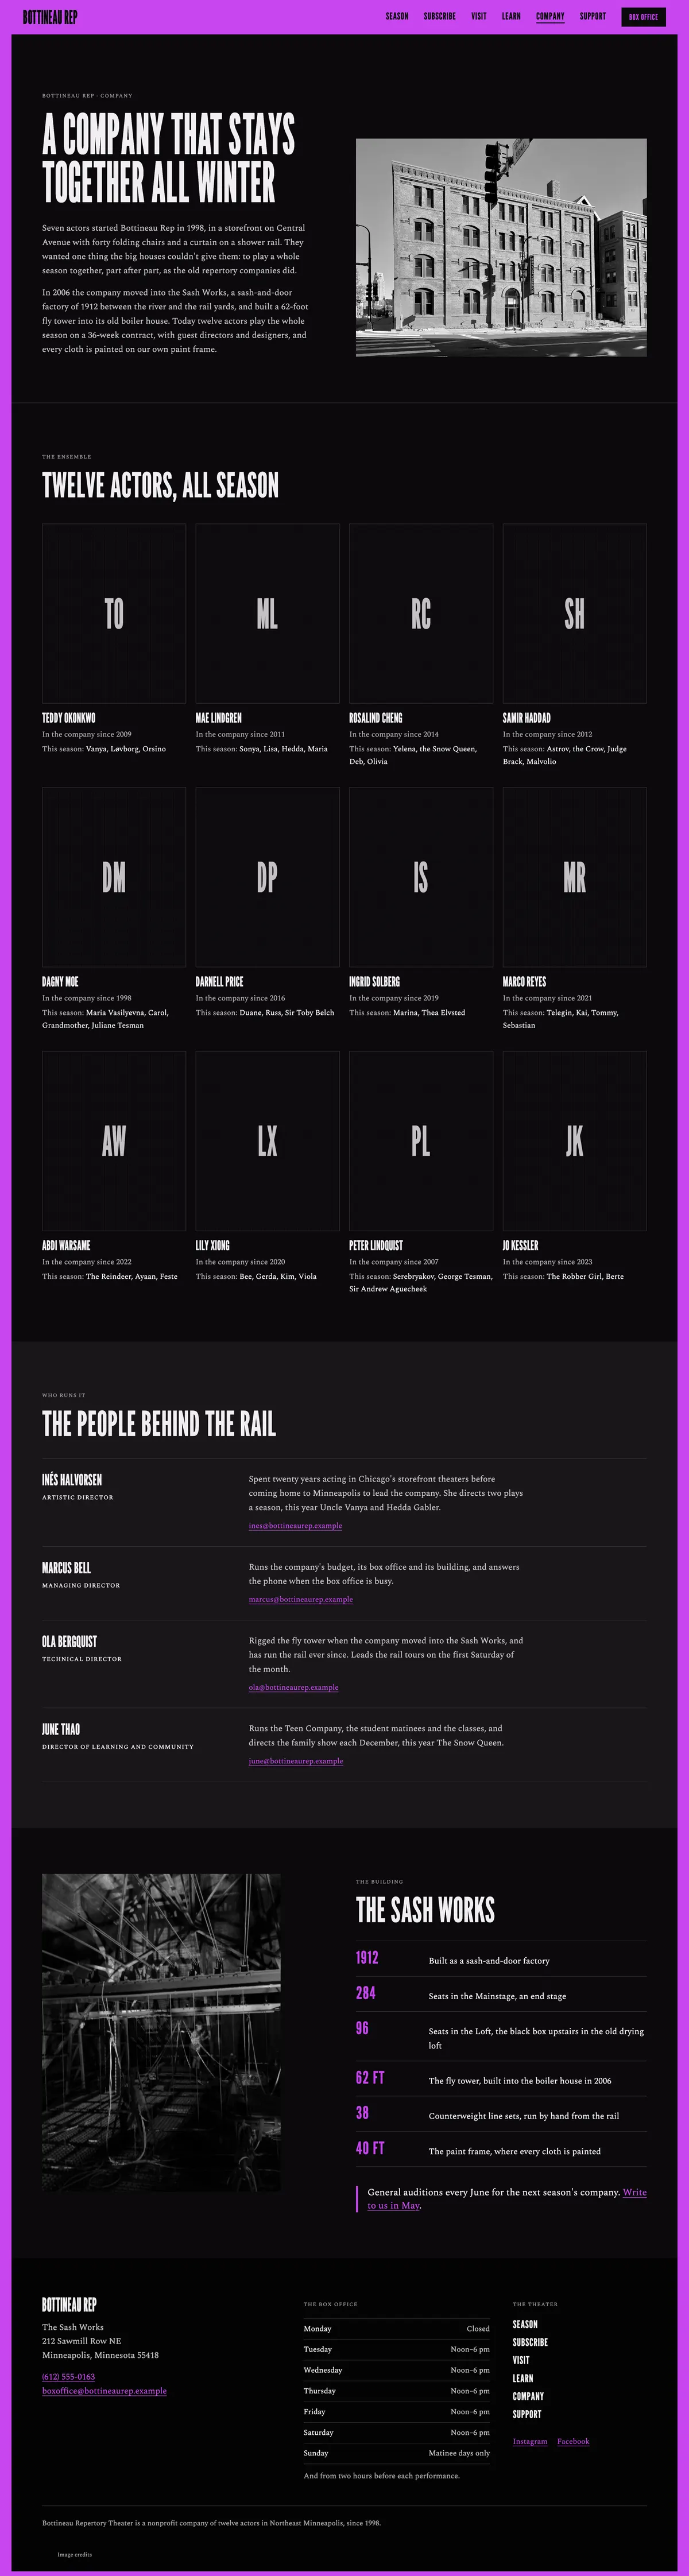 BOTTINEAU REP
SEASON
SUBSCRIBE
VISIT
LEARN
COMPANY
SUPPORT
BOX OFFICE
BOTTINEAU REP · COMPANY
A COMPANY THAT STAYS
TOGETHER ALL WINTER
Seven actors started Bottineau Rep in 1998, in a storefront on Central
Avenue with forty folding chairs and a curtain on a shower rail. They
wanted one thing the big houses couldn't give them: to play a whole
season together, part after part, as the old repertory companies did.
In 2006 the company moved into the Sash Works, a sash-and-door
factory of 1912 between the river and the rail yards, and built a 62-foot
fly tower into its old boiler house. Today twelve actors play the whole
season on a 36-week contract, with guest directors and designers, and
every cloth is painted on our own paint frame.
THE ENSEMBLE
TWELVE ACTORS, ALL SEASON
TO
TEDDY OKONKWO
In the company since 2009
This season: Vanya, Løvborg, Orsino
ML
MAE LINDGREN
In the company since 2011
This season: Sonya, Lisa, Hedda, Maria
RC
ROSALIND CHENG
In the company since 2014
This season: Yelena, the Snow Queen,
Deb, Olivia
SH
SAMIR HADDAD
In the company since 2012
This season: Astrov, the Crow, Judge
Brack, Malvolio
DM
DAGNY MOE
In the company since 1998
This season: Maria Vasilyevna, Carol,
Grandmother, Juliane Tesman
DP
DARNELL PRICE
In the company since 2016
This season: Duane, Russ, Sir Toby Belch
IS
INGRID SOLBERG
In the company since 2019
This season: Marina, Thea Elvsted
MR
MARCO REYES
In the company since 2021
This season: Telegin, Kai, Tommy,
Sebastian
AW
ABDI WARSAME
In the company since 2022
This season: The Reindeer, Ayaan, Feste
LX
LILY XIONG
In the company since 2020
This season: Bee, Gerda, Kim, Viola
PL
PETER LINDQUIST
In the company since 2007
This season: Serebryakov, George Tesman,
Sir Andrew Aguecheek
JK
JO KESSLER
In the company since 2023
This season: The Robber Girl, Berte
WHO RUNS IT
THE PEOPLE BEHIND THE RAIL
INÉS HALVORSEN
ARTISTIC DIRECTOR
Spent twenty years acting in Chicago's storefront theaters before
coming home to Minneapolis to lead the company. She directs two plays
a season, this year Uncle Vanya and Hedda Gabler.
ines@bottineaurep.example
MARCUS BELL
MANAGING DIRECTOR
Runs the company's budget, its box office and its building, and answers
the phone when the box office is busy.
marcus@bottineaurep.example
OLA BERGQUIST
TECHNICAL DIRECTOR
Rigged the fly tower when the company moved into the Sash Works, and
has run the rail ever since. Leads the rail tours on the first Saturday of
the month.
ola@bottineaurep.example
JUNE THAO
DIRECTOR OF LEARNING AND COMMUNITY
Runs the Teen Company, the student matinees and the classes, and
directs the family show each December, this year The Snow Queen.
june@bottineaurep.example
THE BUILDING
THE SASH WORKS
1912
Built as a sash-and-door factory
284
Seats in the Mainstage, an end stage
96
Seats in the Loft, the black box upstairs in the old drying
loft
62 FT
The fly tower, built into the boiler house in 2006
38
Counterweight line sets, run by hand from the rail
40 FT
The paint frame, where every cloth is painted
General auditions every June for the next season's company. Write
to us in May.
BOTTINEAU REP
The Sash Works
212 Sawmill Row NE
Minneapolis, Minnesota 55418
(612) 555-0163
boxoffice@bottineaurep.example
THE BOX OFFICE
Monday Closed
Tuesday Noon–6 pm
Wednesday Noon–6 pm
Thursday Noon–6 pm
Friday Noon–6 pm
Saturday Noon–6 pm
Sunday Matinee days only
And from two hours before each performance.
THE THEATER
SEASON
SUBSCRIBE
VISIT
LEARN
COMPANY
SUPPORT
Instagram Facebook
Bottineau Repertory Theater is a nonprofit company of twelve actors in Northeast Minneapolis, since 1998.
Image credits